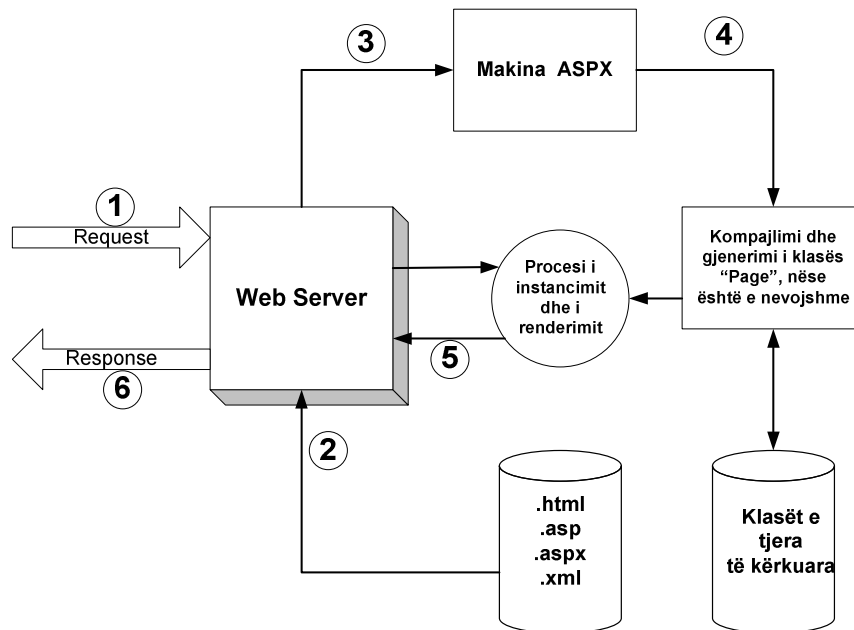 3
Makina ASPX
4
1
Request
Web Server
Procesi i
instancimit
dhe i
renderimit
Kompajlimi dhe
gjenerimi i klasës
“Page”, nëse
është e nevojshme
Response
6
5
2
.html
.asp
.aspx
.xml
Klasët e
tjera
të kërkuara